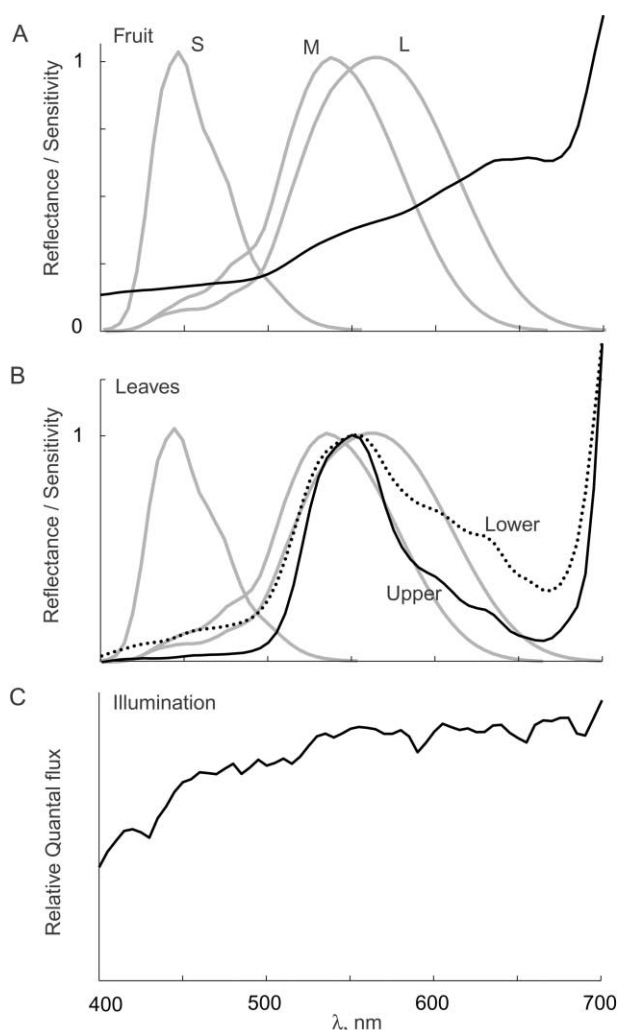 A
Fruit
S
M
L
1
0
Reflectance / Sensitivity
B
Leaves
1
Lower
Upper
Reflectance / Sensitivity
C
Illumination
Relative Quantal flux
400
500
600
700
λ, nm